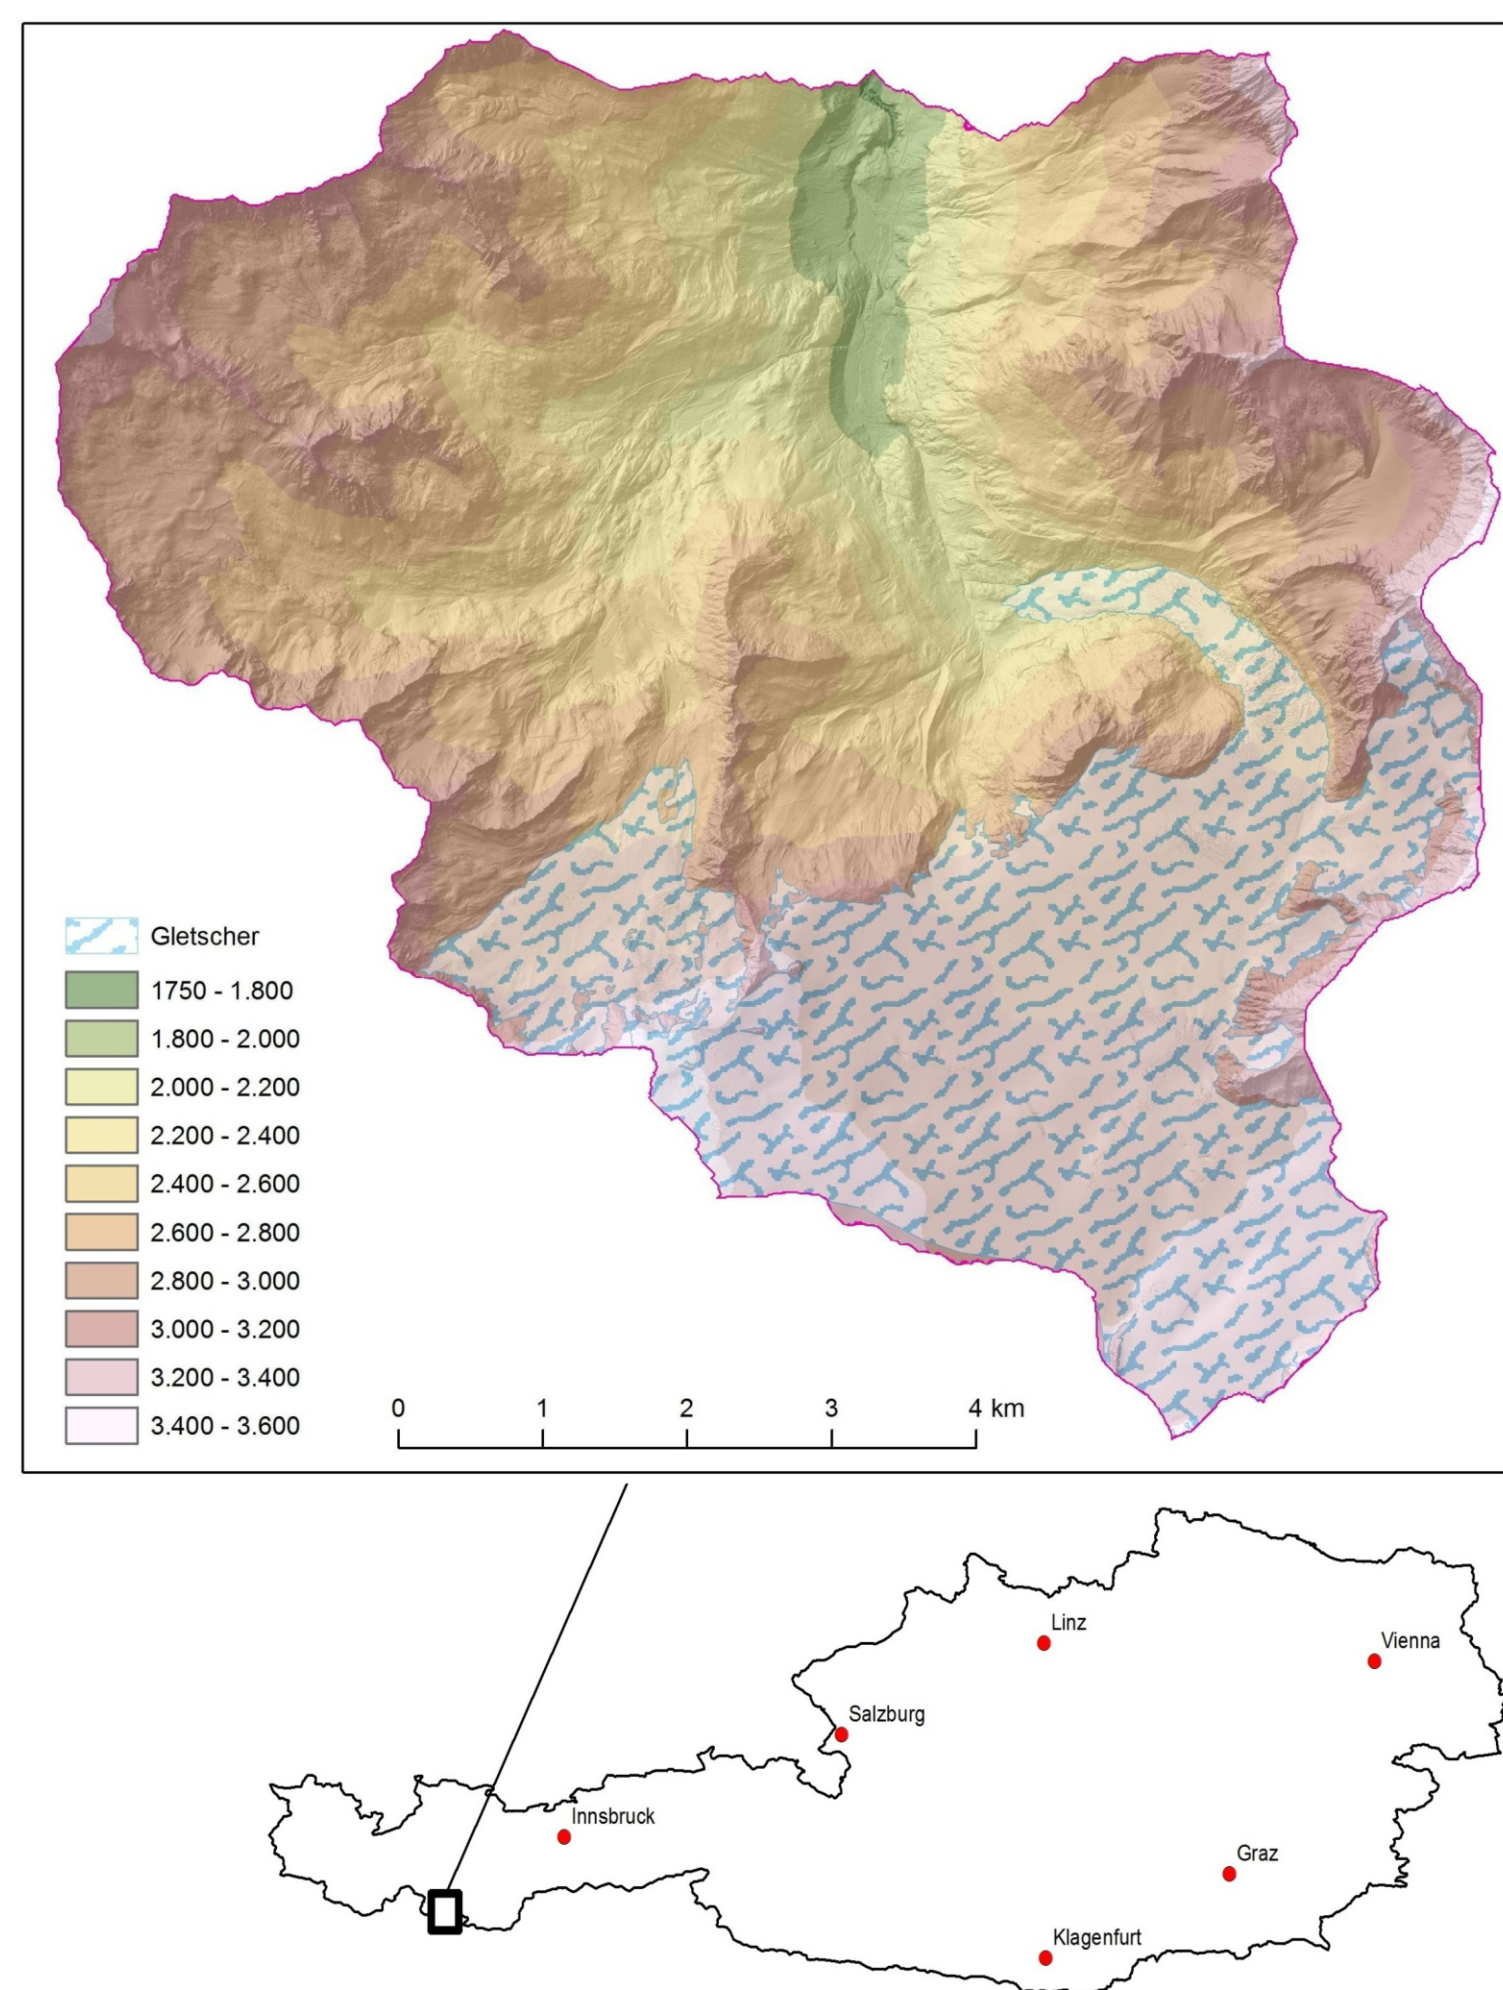 Gletscher
1750 - 1.800
1.800 - 2.000
2.000 - 2.200
2.200 - 2.400
2.400 - 2.600
2.600 - 2.800
2.800 - 3.000
3.000 - 3.200
3.200 - 3.400
3.400 - 3.600
0 1 2 3 4 km
Linz
Vienna
Salzburg
Innsbruck
Graz
Klagenfurt